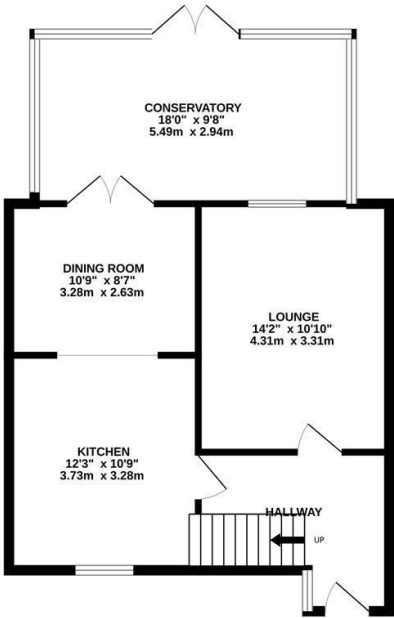 CONSERVATORY
18'0" x 9'8"
5.49m x 2.94m
DINING ROOM
10'9" x 8'7"
3.28m x 2.63m
LOUNGE
14'2" x 10'10"
4.31m x 3.31m
KITCHEN
12'3" x 10'9"
3.73m x 3.28m
HALLWAY
UP